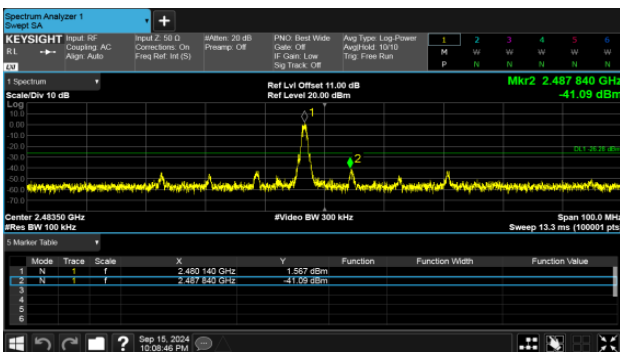 Spectrum Analyzer 1
Swept SA
KEYSIGHT Input: RF Input Z: 50 Ω #Atten: 20 dB PNO: Best Wide Avg Type: Log-Power 1 2 3 4 5 6
R L Coupling: AC Corrections: On Preamp: Off Gate: Off Avg|Hold: 10/10 M W W W W W
Align: Auto Freq Ref: Int (S) IF Gain: Low Trig: Free Run
Sig Track: Off P N N N N N
LXI
1 Spectrum Ref Lvl Offset 11.00 dB Mkr2 2.487 840 GHz
Scale/Div 10 dB Ref Level 20.00 dBm -41.09 dBm
Log
10.0
0.00
-10.0
-20.0
-30.0
-40.0
-50.0
-60.0
-70.0
1
2
Center 2.48350 GHz #Video BW 300 kHz Span 100.0 MHz
#Res BW 100 kHz Sweep 13.3 ms (100001 pts
5 Marker Table
Mode Trace Scale X Y Function Function Width Function Value
1 N 1 f 2.480 140 GHz 1.567 dBm
2 N 1 f 2.487 840 GHz -41.09 dBm
3
4
5
6
? Sep 15, 2024
10:08:46 PM